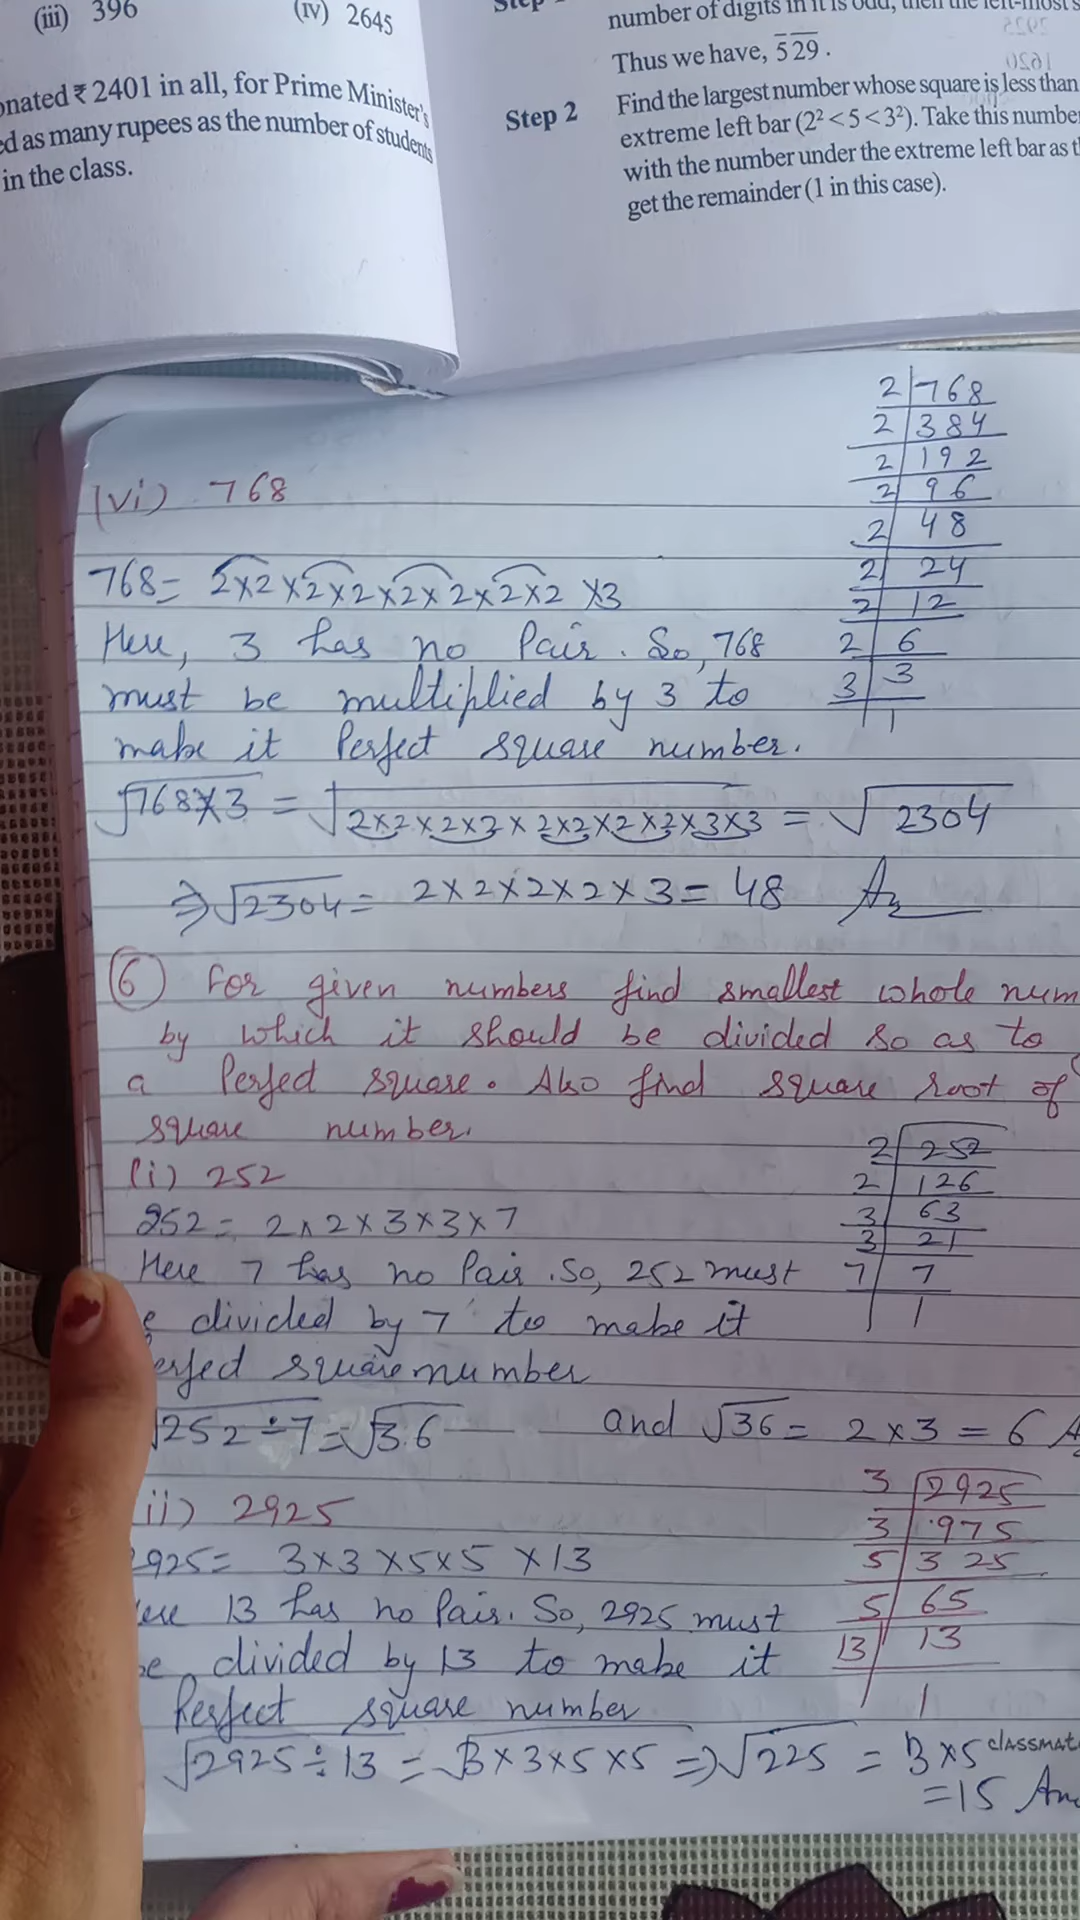 (iii) 396
(iv) 2645
onated ₹ 2401 in all, for Prime Minister's
ed as many rupees as the number of students
in the class.
number of digits in it is odd, then the left-most s
Thus we have, 5̅ 2̅9̅ .
Step 2 Find the largest number whose square is less than
extreme left bar (2² < 5 < 3²). Take this number
with the number under the extreme left bar as t
get the remainder (1 in this case).
(vi) 768
768 = 2×2×2×2×2×2×2×2 ×3
Here, 3 has no Pair. So, 768
must be multiplied by 3 to
make it Perfect square number.
√768×3 = √2×2×2×2×2×2×2×2×3×3 = √2304
⇒ √2304 = 2×2×2×2×3 = 48 Ans
2 | 768
2 | 384
2 | 192
2 | 96
2 | 48
2 | 24
2 | 12
2 | 6
3 | 3
| 1
(6) For given numbers find smallest whole num
by which it should be divided so as to
a Perfed square. Also find square root of
square number.
(i) 252
252 = 2×2×3×3×7
Here 7 has no Pair. So, 252 must
e divided by 7 to make it
erfed square number
√252÷7 = √36 and √36 = 2×3 = 6 A
2 | 252
2 | 126
3 | 63
3 | 21
7 | 7
| 1
ii) 2925
2925 = 3×3×5×5×13
ere 13 has no Pair. So, 2925 must
be divided by 13 to make it
Perfect square number
√2925÷13 = √3×3×5×5 ⇒ √225 = 3×5
= 15 Ans
3 | 2925
3 | 975
5 | 325
5 | 65
13 | 13
| 1
classmat